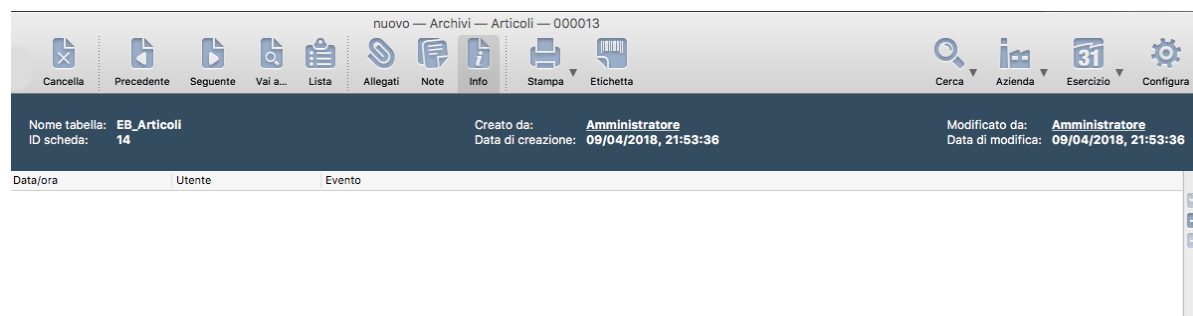 nuovo — Archivi — Articoli — 000013
Cancella Precedente Seguente Vai a... Lista Allegati Note Info Stampa Etichetta Cerca Azienda 31 Esercizio Configura
Nome tabella: EB_Articoli Creato da: Amministratore Modificato da: Amministratore
ID scheda: 14 Data di creazione: 09/04/2018, 21:53:36 Data di modifica: 09/04/2018, 21:53:36
Data/ora Utente Evento